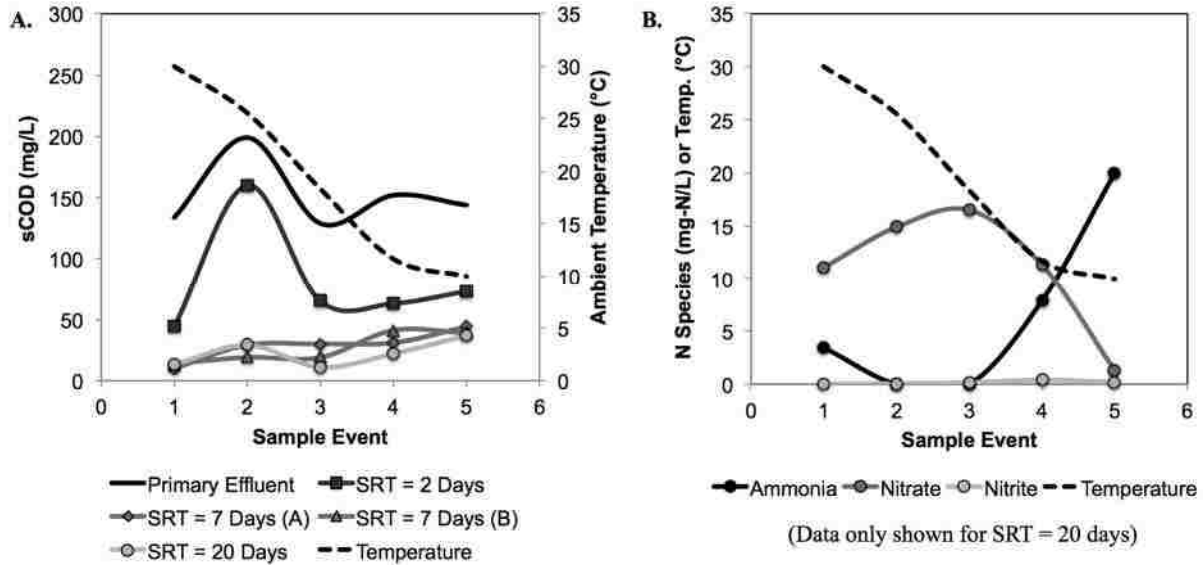 A.
300
250
200
150
100
50
0
sCOD (mg/L)
35
30
25
20
15
10
5
0
Ambient Temperature (°C)
0 1 2 3 4 5 6
Sample Event
Primary Effluent SRT = 2 Days
SRT = 7 Days (A) SRT = 7 Days (B)
SRT = 20 Days Temperature
B.
35
30
25
20
15
10
5
0
N Species (mg-N/L) or Temp. (°C)
0 1 2 3 4 5 6
Sample Event
Ammonia Nitrate Nitrite Temperature
(Data only shown for SRT = 20 days)